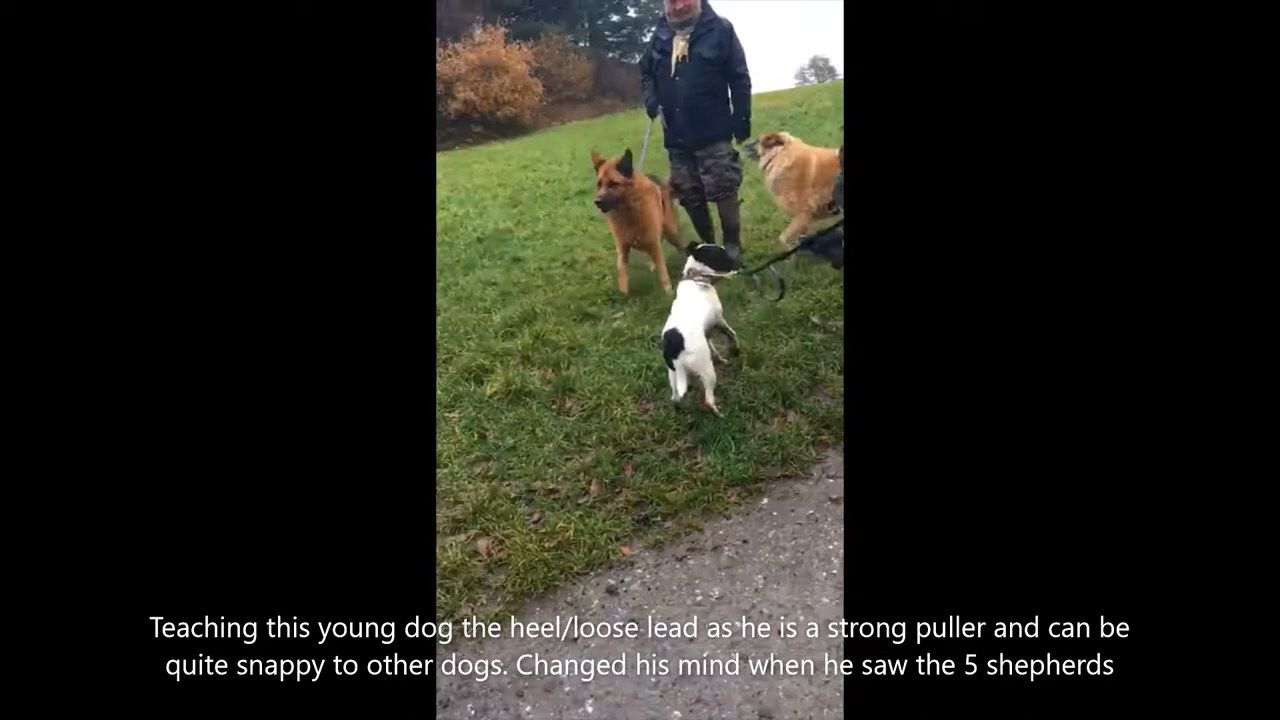 Teaching this young dog the heel/loose lead as he is a strong puller and can be
quite snappy to other dogs. Changed his mind when he saw the 5 shepherds